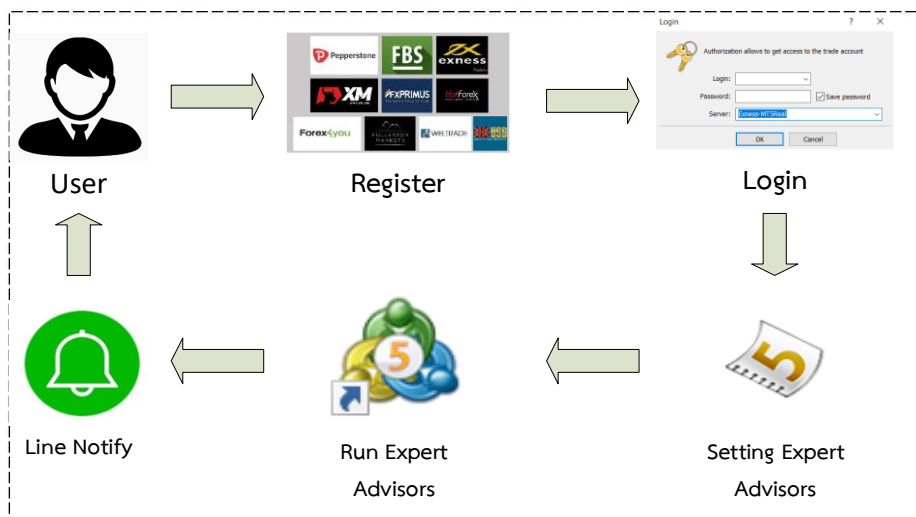 Login ? ×
Authorization allows to get access to the trade account
Login:
Password:
Save password
Server: Exness-MT5Real
OK Cancel
Pepperstone FBS exness
XM FXPRIMUS HotForex
Forex4you FULLERTON MARKETS WELTRADE
User Register Login
5 5
Line Notify Run Expert Advisors Setting Expert Advisors